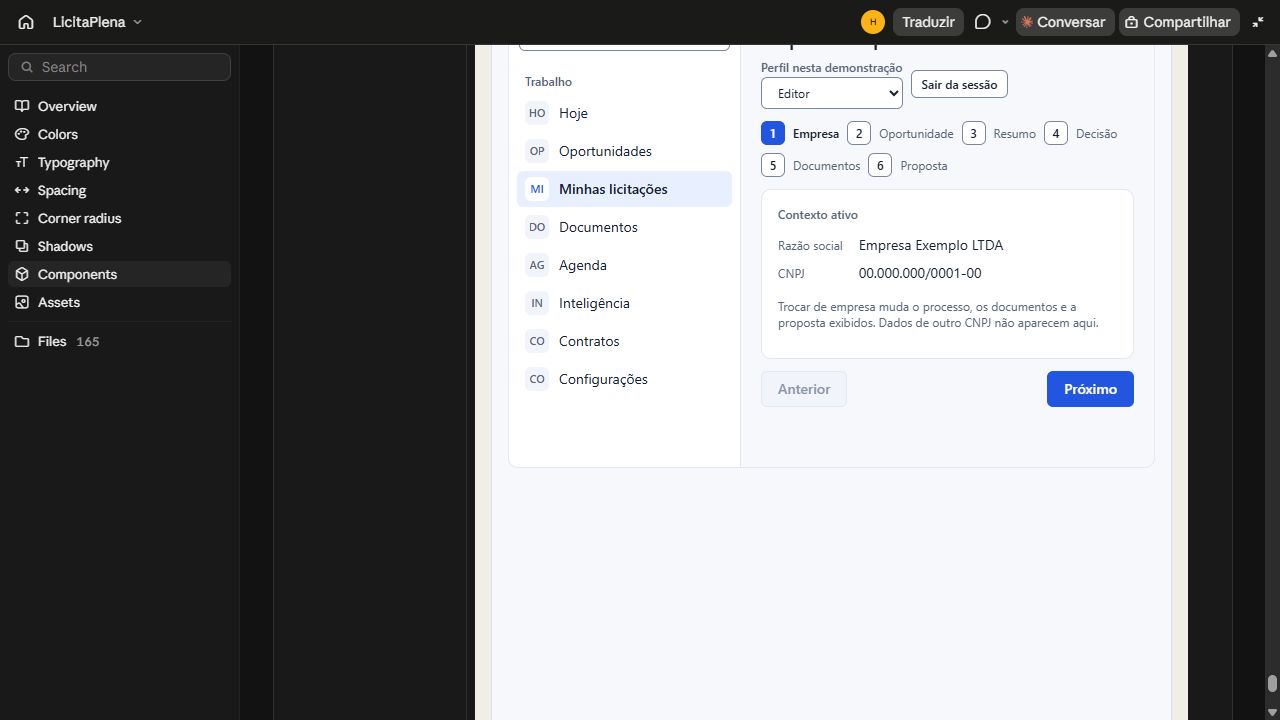 LicitaPlena
H
Traduzir
Conversar
Compartilhar
Search
Overview
Colors
Typography
Spacing
Corner radius
Shadows
Components
Assets
Files 165
Trabalho
HO Hoje
OP Oportunidades
MI Minhas licitações
DO Documentos
AG Agenda
IN Inteligência
CO Contratos
CO Configurações
Perfil nesta demonstração
Editor
Sair da sessão
1 Empresa 2 Oportunidade 3 Resumo 4 Decisão
5 Documentos 6 Proposta
Contexto ativo
Razão social Empresa Exemplo LTDA
CNPJ 00.000.000/0001-00
Trocar de empresa muda o processo, os documentos e a
proposta exibidos. Dados de outro CNPJ não aparecem aqui.
Anterior
Próximo